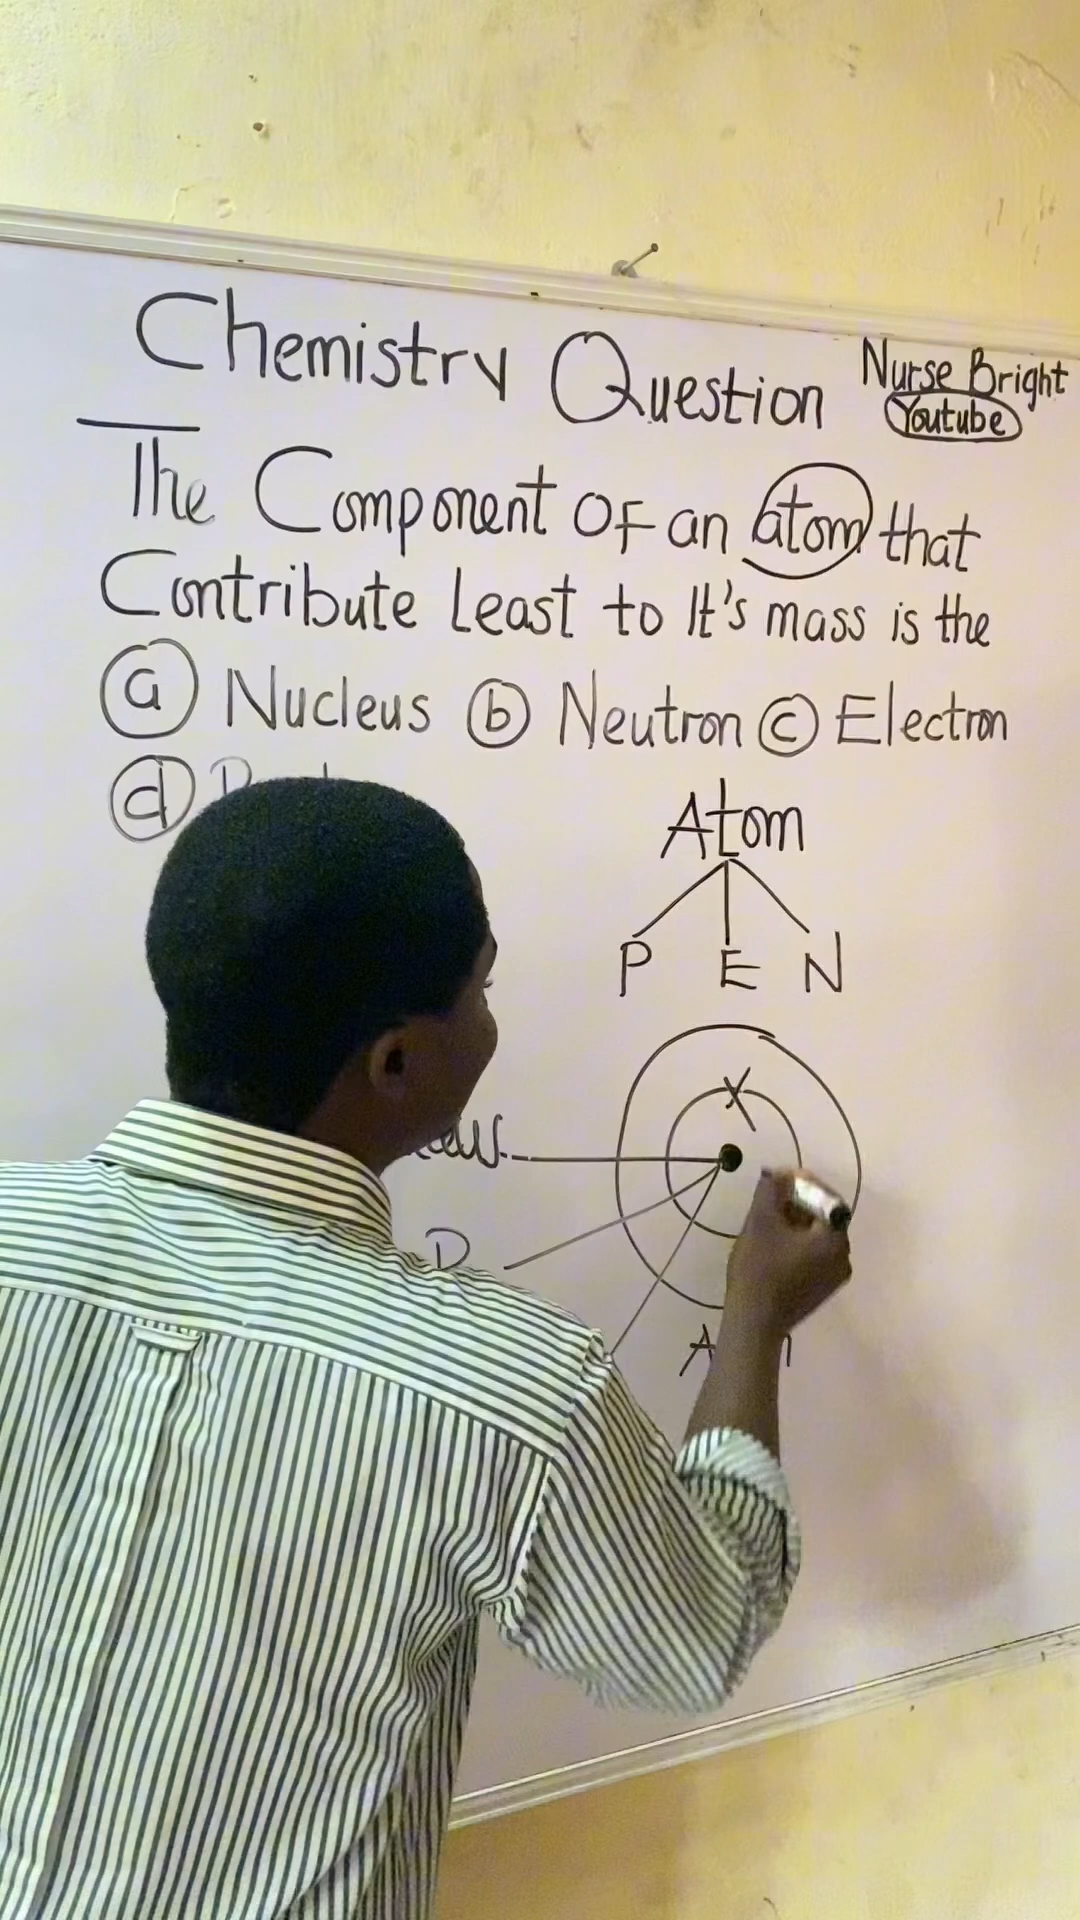 Chemistry Question
Nurse Bright
Youtube
The Component Of an atom that
Contribute Least to It's mass is the
a Nucleus b Neutron c Electron
d
Atom
P E N
X